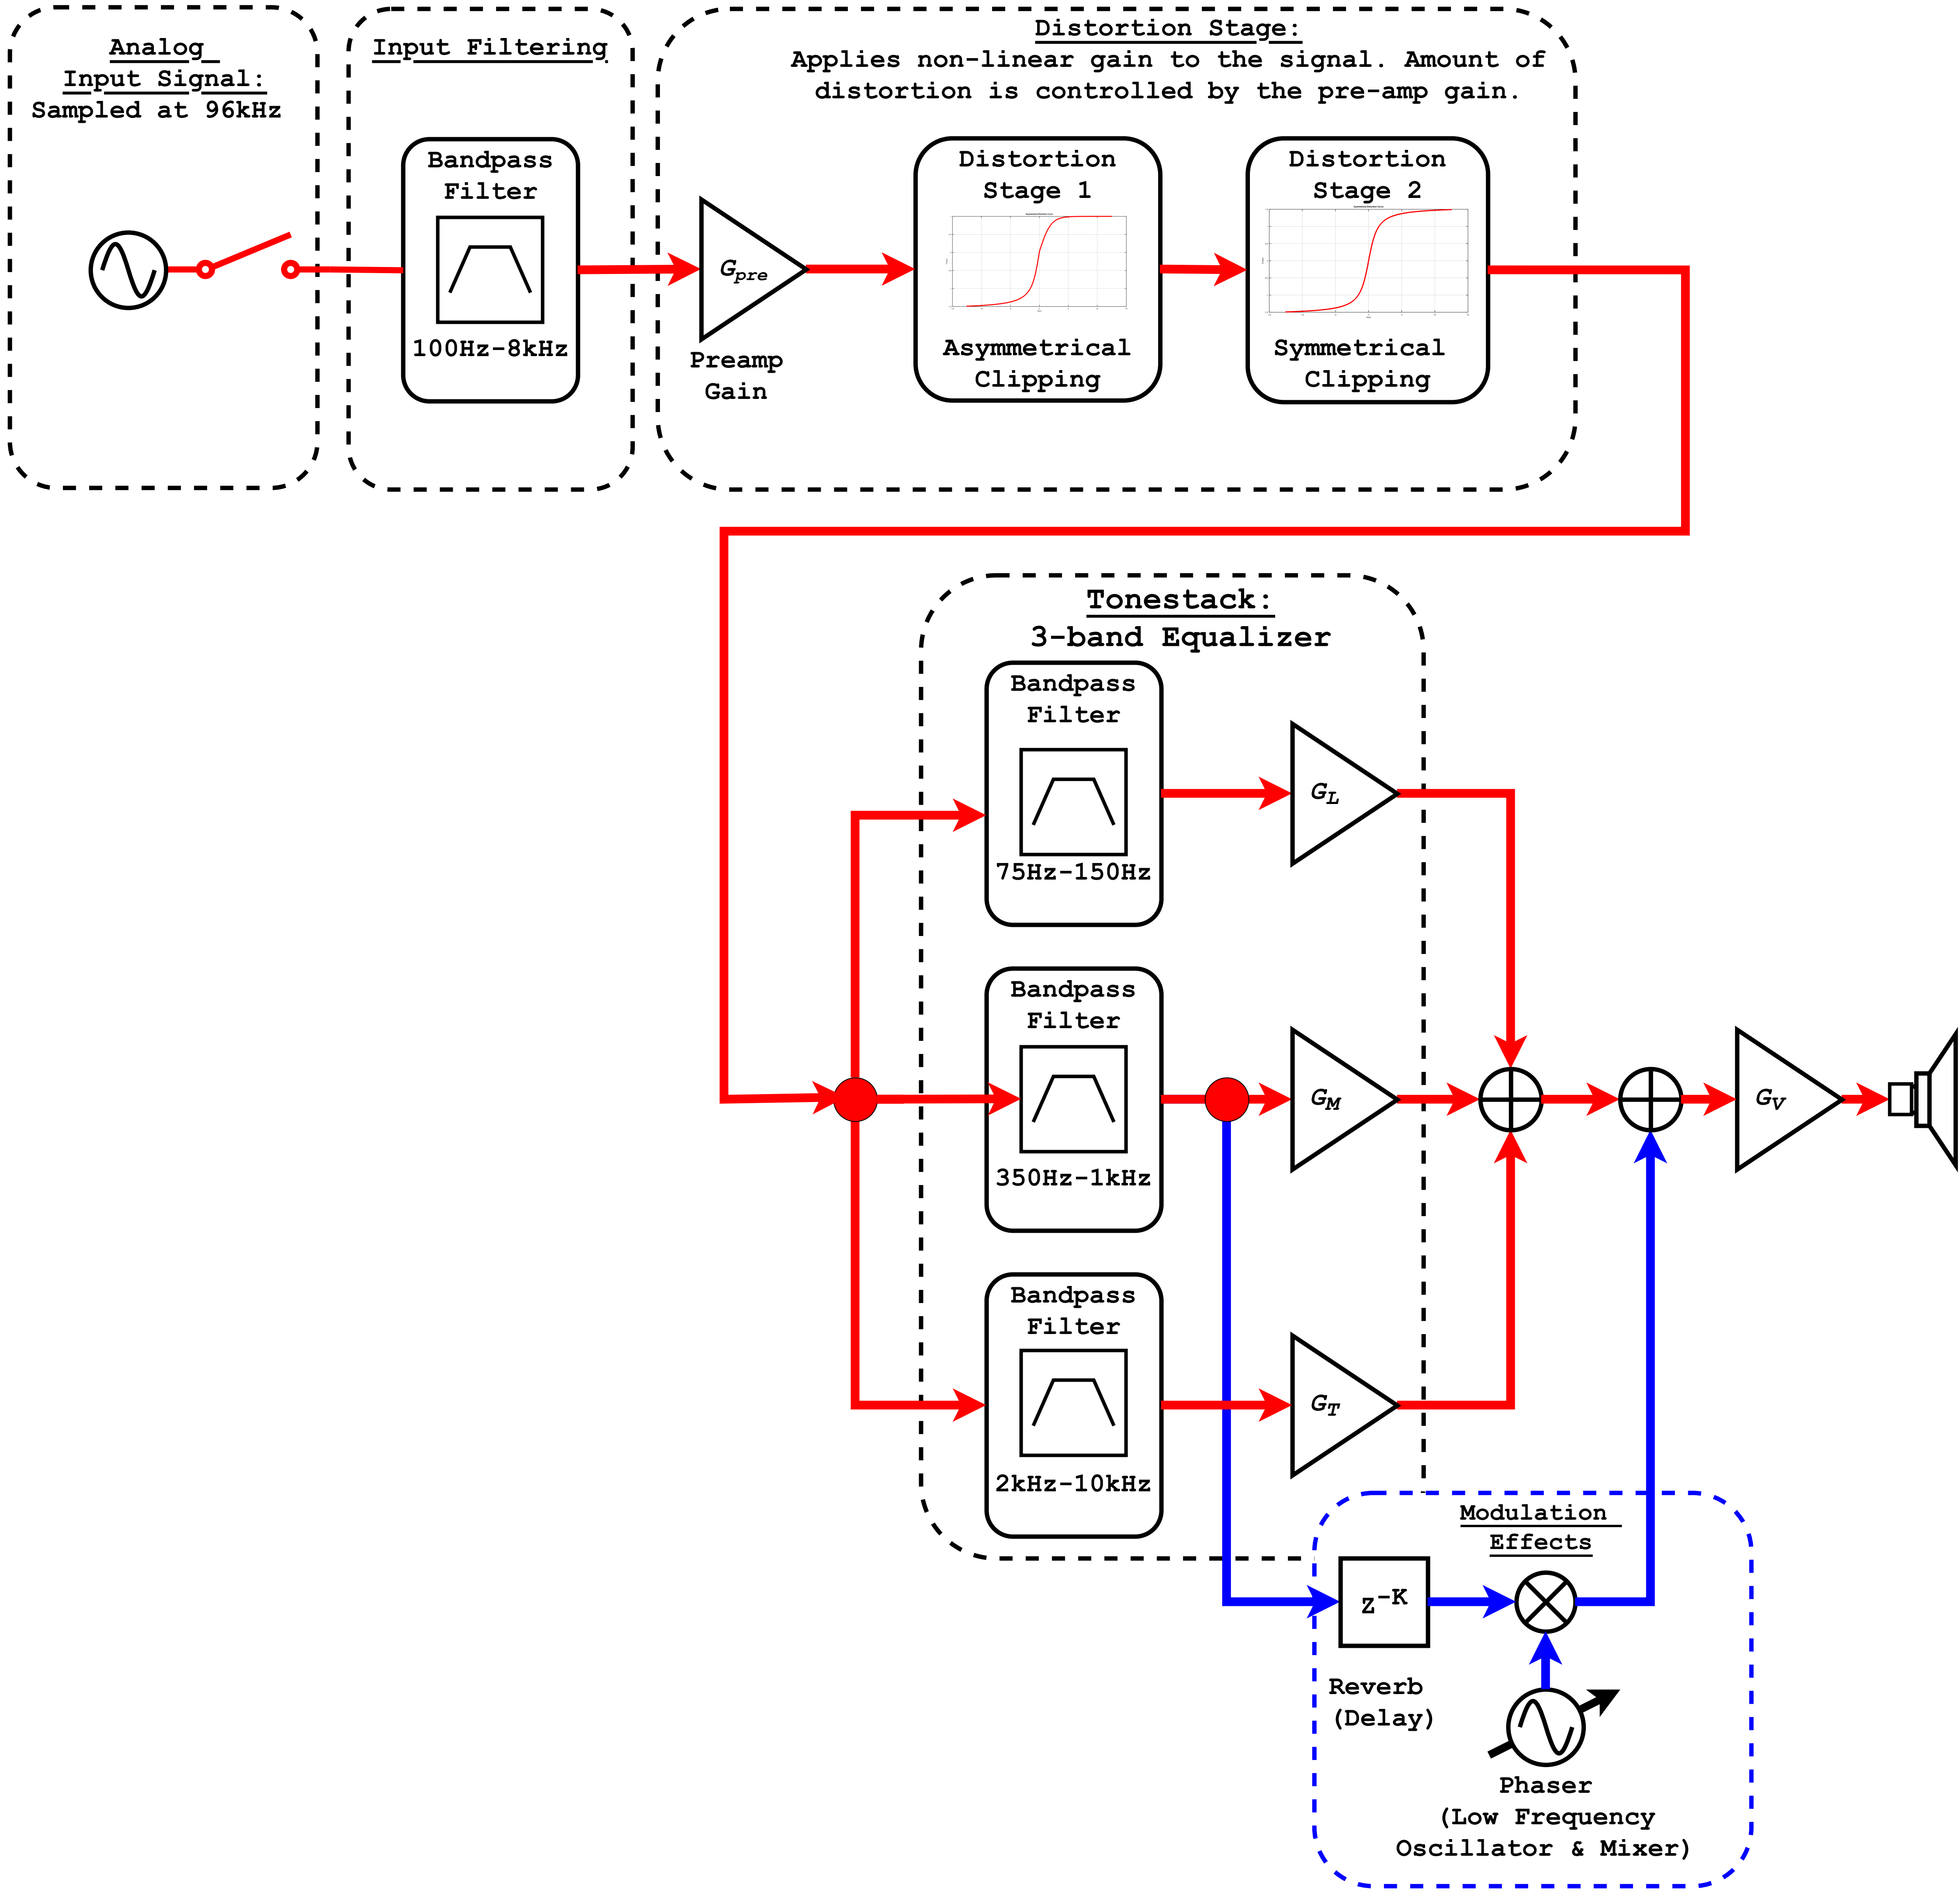 Analog
Input Signal:
Sampled at 96kHz
Input Filtering
Bandpass
Filter
100Hz-8kHz
Distortion Stage:
Applies non-linear gain to the signal. Amount of
distortion is controlled by the pre-amp gain.
Gpre
Preamp
Gain
Distortion
Stage 1
Asymmetrical
Clipping
Distortion
Stage 2
Symmetrical
Clipping
Tonestack:
3-band Equalizer
Bandpass
Filter
75Hz-150Hz
GL
Bandpass
Filter
350Hz-1kHz
GM
GV
Bandpass
Filter
2kHz-10kHz
GT
Modulation
Effects
z-K
Reverb
(Delay)
Phaser
(Low Frequency
Oscillator & Mixer)